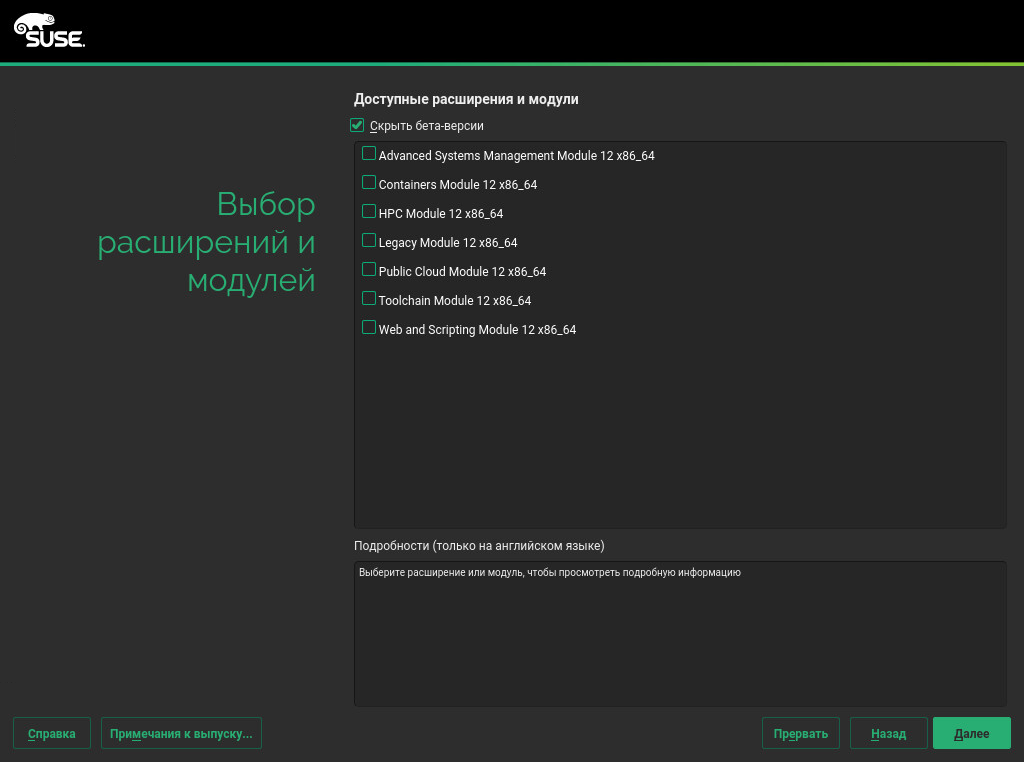 SUSE.
Выбор
расширений и
модулей
Доступные расширения и модули
Скрыть бета-версии
Advanced Systems Management Module 12 x86_64
Containers Module 12 x86_64
HPC Module 12 x86_64
Legacy Module 12 x86_64
Public Cloud Module 12 x86_64
Toolchain Module 12 x86_64
Web and Scripting Module 12 x86_64
Подробности (только на английском языке)
Выберите расширение или модуль, чтобы просмотреть подробную информацию
Справка
Примечания к выпуску...
Прервать
Назад
Далее